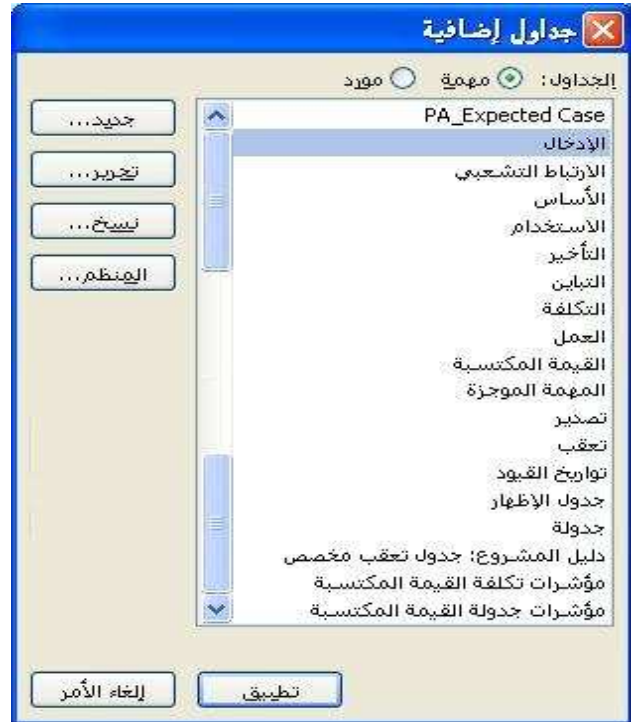 جداول إضافية
الجداول: مهمة مورد
PA_Expected Case
الإدخال
الارتباط التشعبي
الأساس
الاستخدام
التأخير
التباين
التكلفة
العمل
القيمة المكتسبة
المهمة الموجزة
تصدير
تعقب
تواريخ القيود
جدول الإظهار
جدولة
دليل المشروع: جدول تعقب مخصص
مؤشرات تكلفة القيمة المكتسبة
مؤشرات جدولة القيمة المكتسبة
جديد...
تحرير...
نسخ...
المنظم...
تطبيق
إلغاء الأمر